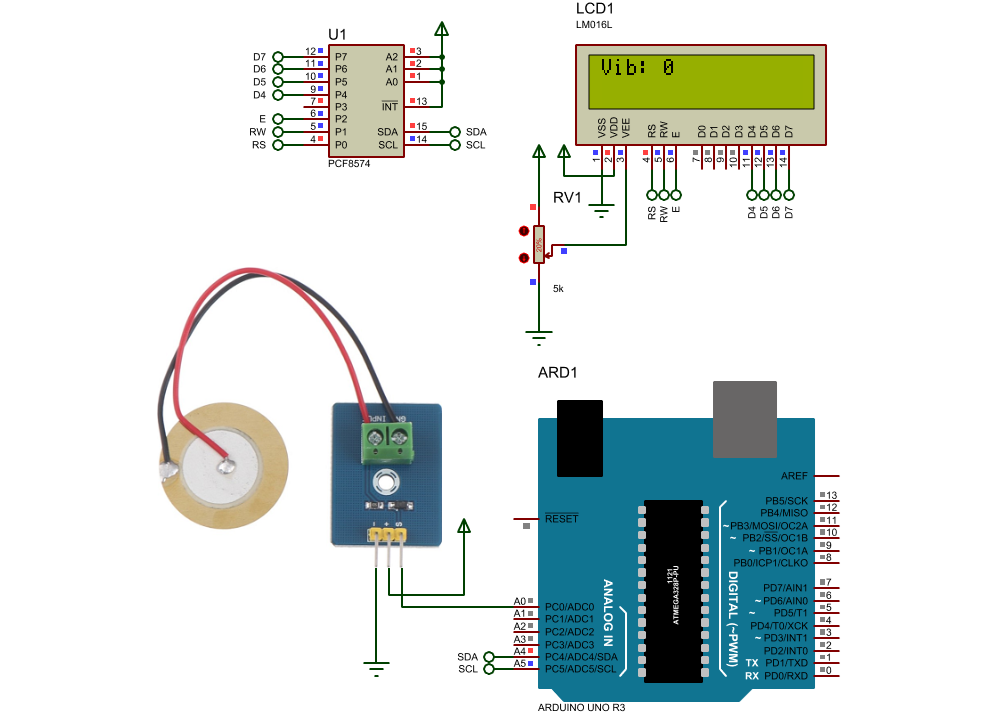 LCD1
LM016L
Vib: 0
VSS
VDD
VEE
RS
RW
E
D0
D1
D2
D3
D4
D5
D6
D7
1
2
3
4
5
6
7
8
9
10
11
12
13
14
RS
RW
E
D4
D5
D6
D7
U1
D7 12 P7 A2 3
D6 11 P6 A1 2
D5 10 P5 A0 1
D4 9 P4
7 P3 INT 13
E 6 P2
RW 5 P1 SDA 15 SDA
RS 4 P0 SCL 14 SCL
PCF8574
RV1
20%
5k
INPUT
- + S
ARD1
AREF
RESET
PB5/SCK 13
PB4/MISO 12
~ PB3/MOSI/OC2A 11
~ PB2/SS/OC1B 10
~ PB1/OC1A 9
PB0/ICP1/CLKO 8
PD7/AIN1 7
~ PD6/AIN0 6
~ PD5/T1 5
PD4/T0/XCK 4
~ PD3/INT1 3
PD2/INT0 2
TX PD1/TXD 1
RX PD0/RXD 0
DIGITAL (~PWM)
1121
ATMEGA328P-PU
ANALOG IN
A0 PC0/ADC0
A1 PC1/ADC1
A2 PC2/ADC2
A3 PC3/ADC3
SDA A4 PC4/ADC4/SDA
SCL A5 PC5/ADC5/SCL
ARDUINO UNO R3